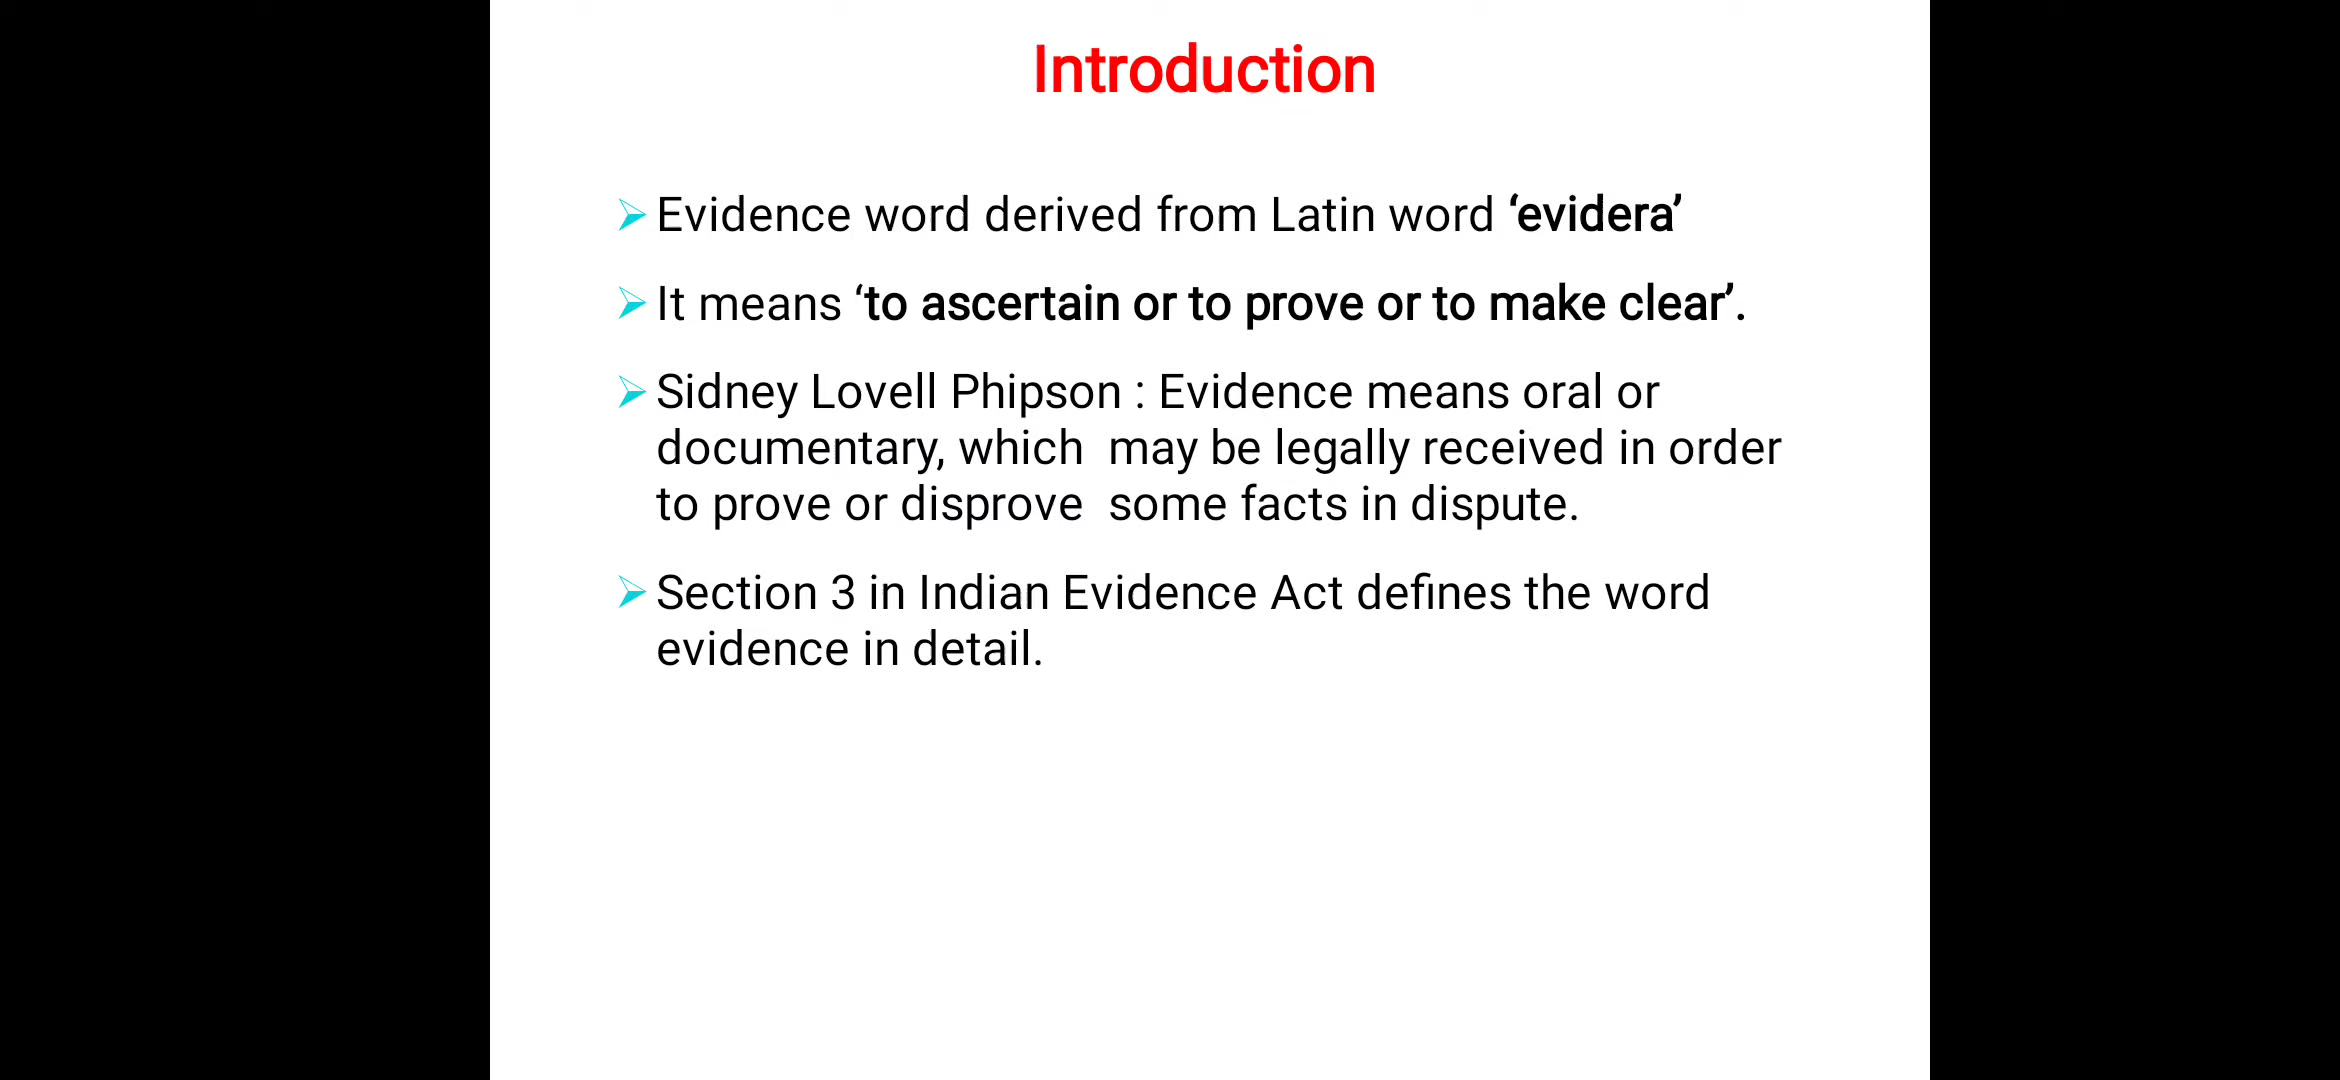 Introduction
Evidence word derived from Latin word ‘evidera’
It means ‘to ascertain or to prove or to make clear’.
Sidney Lovell Phipson : Evidence means oral or
documentary, which  may be legally received in order
to prove or disprove  some facts in dispute.
Section 3 in Indian Evidence Act defines the word
evidence in detail.